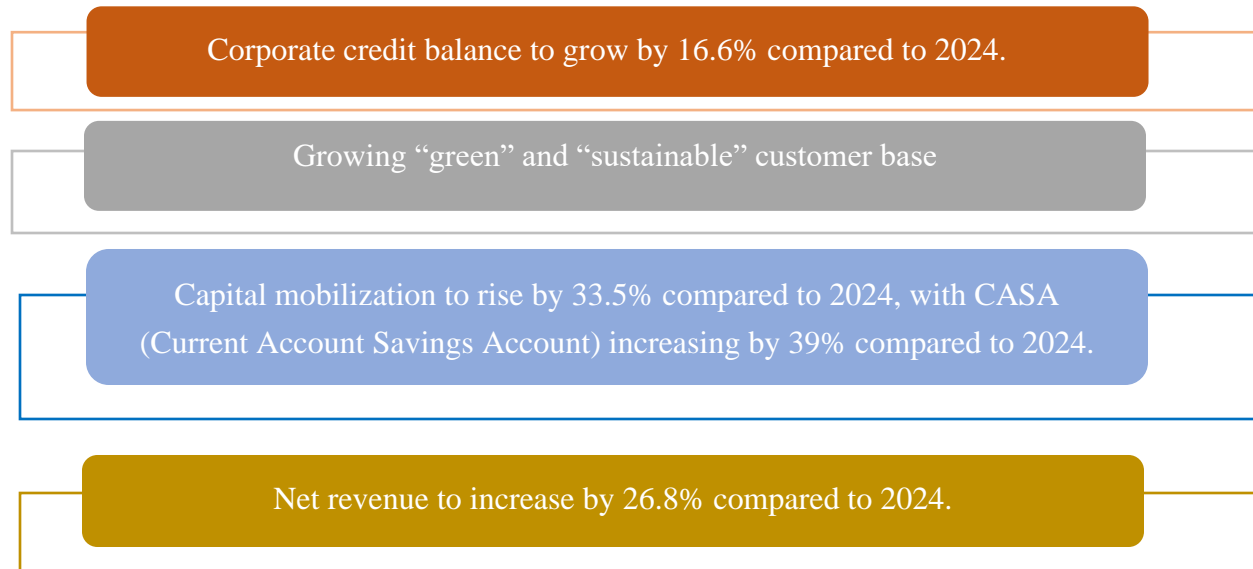 Corporate credit balance to grow by 16.6% compared to 2024.
Growing “green” and “sustainable” customer base
Capital mobilization to rise by 33.5% compared to 2024, with CASA
(Current Account Savings Account) increasing by 39% compared to 2024.
Net revenue to increase by 26.8% compared to 2024.